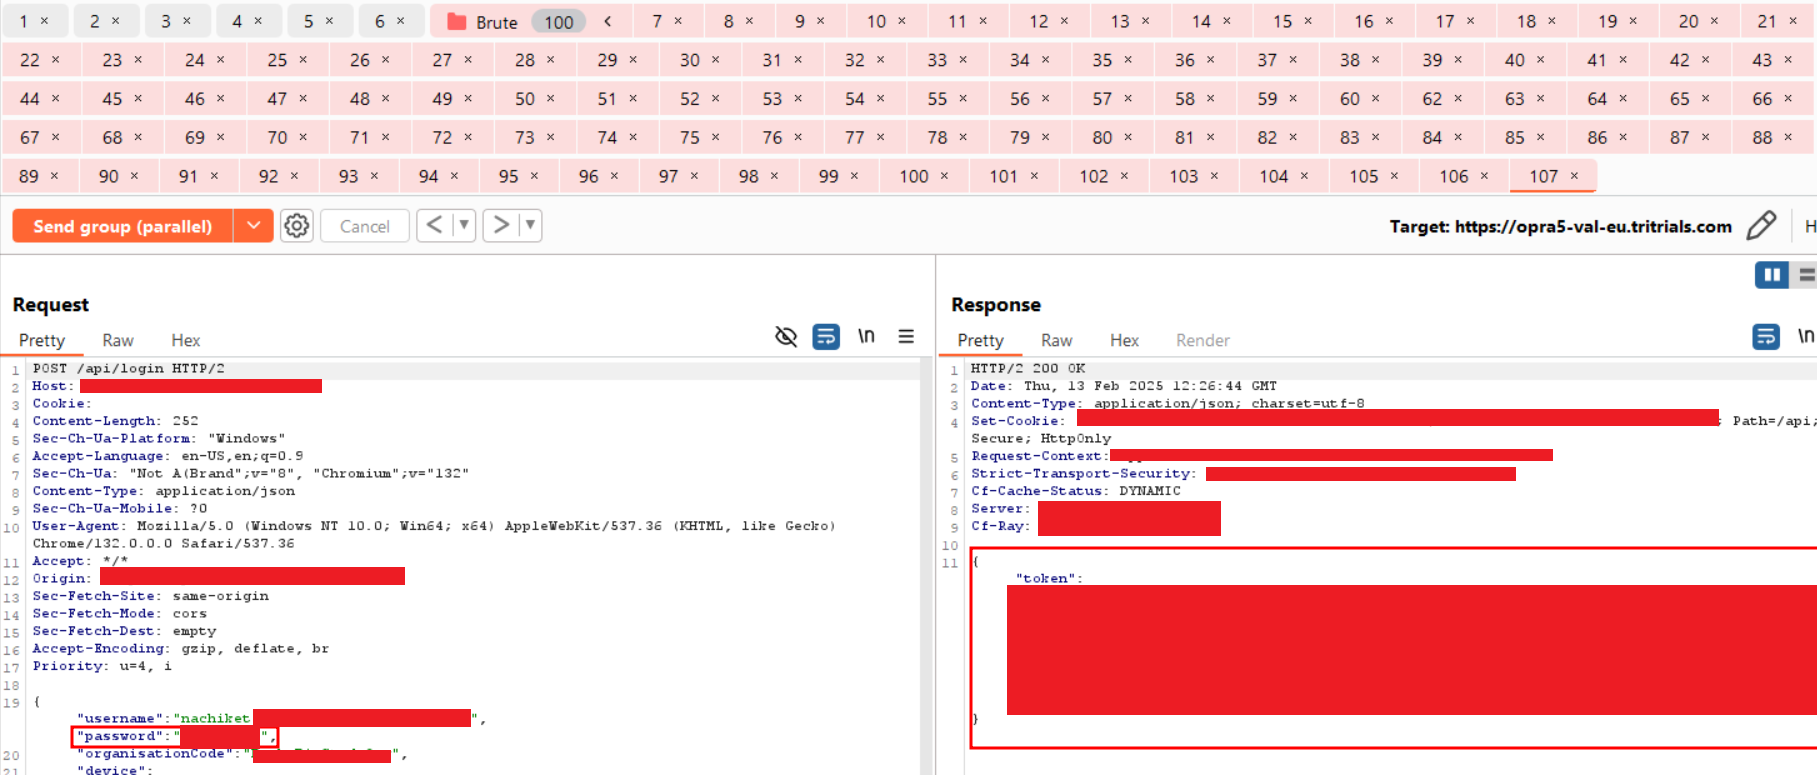 1 × 2 × 3 × 4 × 5 × 6 × Brute 100 < 7 × 8 × 9 × 10 × 11 × 12 × 13 × 14 × 15 × 16 × 17 × 18 × 19 × 20 × 21 ×
22 × 23 × 24 × 25 × 26 × 27 × 28 × 29 × 30 × 31 × 32 × 33 × 34 × 35 × 36 × 37 × 38 × 39 × 40 × 41 × 42 × 43 ×
44 × 45 × 46 × 47 × 48 × 49 × 50 × 51 × 52 × 53 × 54 × 55 × 56 × 57 × 58 × 59 × 60 × 62 × 63 × 64 × 65 × 66 ×
67 × 68 × 69 × 70 × 71 × 72 × 73 × 74 × 75 × 76 × 77 × 78 × 79 × 80 × 81 × 82 × 83 × 84 × 85 × 86 × 87 × 88 ×
89 × 90 × 91 × 92 × 93 × 94 × 95 × 96 × 97 × 98 × 99 × 100 × 101 × 102 × 103 × 104 × 105 × 106 × 107 ×
Send group (parallel) Cancel < > Target: https://opra5-val-eu.tritrials.com H
Request
Pretty Raw Hex \n
1 POST /api/login HTTP/2
2 Host:
3 Cookie:
4 Content-Length: 252
5 Sec-Ch-Ua-Platform: "Windows"
6 Accept-Language: en-US,en;q=0.9
7 Sec-Ch-Ua: "Not A(Brand";v="8", "Chromium";v="132"
8 Content-Type: application/json
9 Sec-Ch-Ua-Mobile: ?0
10 User-Agent: Mozilla/5.0 (Windows NT 10.0; Win64; x64) AppleWebKit/537.36 (KHTML, like Gecko)
Chrome/132.0.0.0 Safari/537.36
11 Accept: */*
12 Origin:
13 Sec-Fetch-Site: same-origin
14 Sec-Fetch-Mode: cors
15 Sec-Fetch-Dest: empty
16 Accept-Encoding: gzip, deflate, br
17 Priority: u=4, i
18
19 {
"username":"nachiket ",
"password":" ",
20 "organisationCode":" ",
21 "device":
Response
Pretty Raw Hex Render \n
1 HTTP/2 200 OK
2 Date: Thu, 13 Feb 2025 12:26:44 GMT
3 Content-Type: application/json; charset=utf-8
4 Set-Cookie: ; Path=/api;
Secure; HttpOnly
5 Request-Context:
6 Strict-Transport-Security:
7 Cf-Cache-Status: DYNAMIC
8 Server:
9 Cf-Ray:
10
11 {
"token":
}